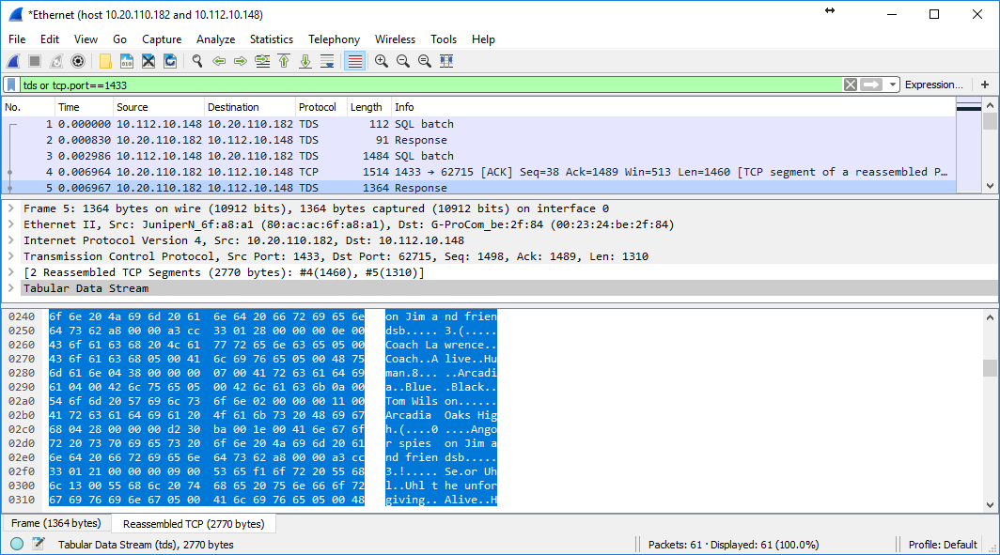 *Ethernet (host 10.20.110.182 and 10.112.10.148)
File Edit View Go Capture Analyze Statistics Telephony Wireless Tools Help
tds or tcp.port==1433 Expression... +
No. Time Source Destination Protocol Length Info
1 0.000000 10.112.10.148 10.20.110.182 TDS 112 SQL batch
2 0.000830 10.20.110.182 10.112.10.148 TDS 91 Response
3 0.002986 10.112.10.148 10.20.110.182 TDS 1484 SQL batch
4 0.006964 10.20.110.182 10.112.10.148 TCP 1514 1433 → 62715 [ACK] Seq=38 Ack=1489 Win=513 Len=1460 [TCP segment of a reassembled P…
5 0.006967 10.20.110.182 10.112.10.148 TDS 1364 Response
Frame 5: 1364 bytes on wire (10912 bits), 1364 bytes captured (10912 bits) on interface 0
Ethernet II, Src: JuniperN_6f:a8:a1 (80:ac:ac:6f:a8:a1), Dst: G-ProCom_be:2f:84 (00:23:24:be:2f:84)
Internet Protocol Version 4, Src: 10.20.110.182, Dst: 10.112.10.148
Transmission Control Protocol, Src Port: 1433, Dst Port: 62715, Seq: 1498, Ack: 1489, Len: 1310
[2 Reassembled TCP Segments (2770 bytes): #4(1460), #5(1310)]
Tabular Data Stream
0240 6f 6e 20 4a 69 6d 20 61 6e 64 20 66 72 69 65 6e on Jim a nd frien
0250 64 73 62 a8 00 00 a3 cc 33 01 28 00 00 00 0e 00 dsb..... 3.(.....
0260 43 6f 61 63 68 20 4c 61 77 72 65 6e 63 65 05 00 Coach La wrence..
0270 43 6f 61 63 68 05 00 41 6c 69 76 65 05 00 48 75 Coach..A live..Hu
0280 6d 61 6e 04 38 00 00 00 07 00 41 72 63 61 64 69 man.8... ..Arcadi
0290 61 04 00 42 6c 75 65 05 00 42 6c 61 63 6b 0a 00 a..Blue. .Black..
02a0 54 6f 6d 20 57 69 6c 73 6f 6e 02 00 00 00 11 00 Tom Wils on......
02b0 41 72 63 61 64 69 61 20 4f 61 6b 73 20 48 69 67 Arcadia Oaks Hig
02c0 68 04 28 00 00 00 d2 30 ba 00 1e 00 41 6e 67 6f h.(....0 ....Ango
02d0 72 20 73 70 69 65 73 20 6f 6e 20 4a 69 6d 20 61 r spies on Jim a
02e0 6e 64 20 66 72 69 65 6e 64 73 62 a8 00 00 a3 cc nd frien dsb.....
02f0 33 01 21 00 00 00 09 00 53 65 f1 6f 72 20 55 68 3.!..... Se.or Uh
0300 6c 13 00 55 68 6c 20 74 68 65 20 75 6e 66 6f 72 l..Uhl t he unfor
0310 67 69 76 69 6e 67 05 00 41 6c 69 76 65 05 00 48 giving.. Alive..H
Frame (1364 bytes) Reassembled TCP (2770 bytes)
Tabular Data Stream (tds), 2770 bytes Packets: 61 · Displayed: 61 (100.0%) Profile: Default